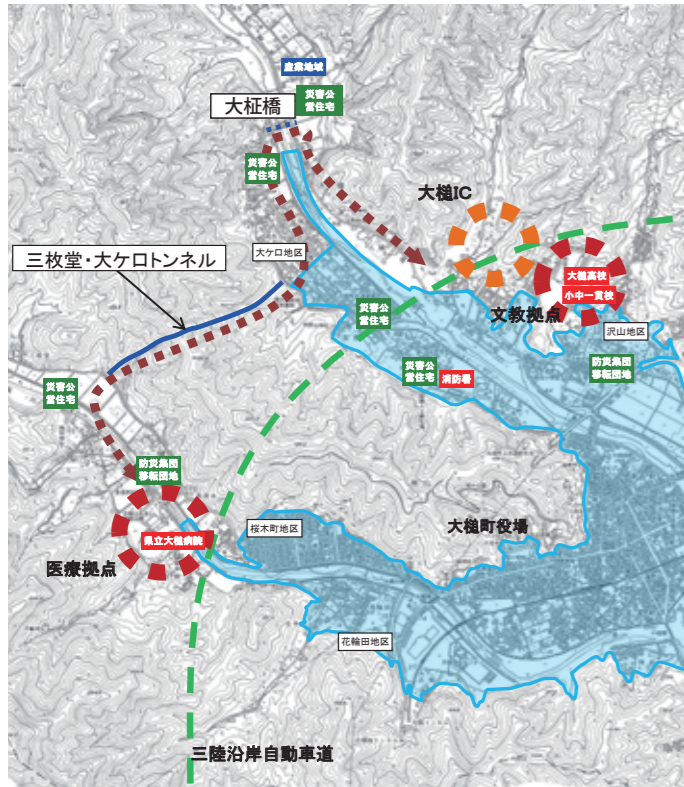 産業地域
災害公
営住宅
大柾橋
災害公
営住宅
大槌IC
大ケロ地区
三枚堂・大ケロトンネル
大槌高校
小中一貫校
災害公
営住宅
文教拠点
沢山地区
防災集団
移転団地
災害公
営住宅
消防署
災害公
営住宅
防災集団
移転団地
桜木町地区
大槌町役場
県立大槌病院
医療拠点
花輪田地区
三陸沿岸自動車道